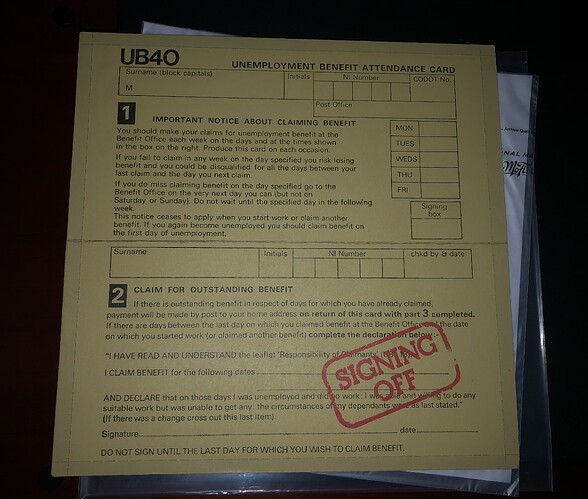 UB40
UNEMPLOYMENT BENEFIT ATTENDANCE CARD
Surname (block capitals) Initials NI Number CODOT No.
M
Post Office
1 IMPORTANT NOTICE ABOUT CLAIMING BENEFIT
You should make your claims for unemployment benefit at the
Benefit Office each week on the days and at the times shown
in the box on the right. Produce this card on each occasion.
If you fail to claim in any week on the day specified you risk losing
benefit and you could be disqualified for all the days between your
last claim and the day you next claim.
If you do miss claiming benefit on the day specified go to the
Benefit Office on the very next day you can (but not on
Saturday or Sunday). Do not wait until the specified day in the following
week.
This notice ceases to apply when you start work or claim another
benefit. If you again become unemployed you should claim benefit on
the first day of unemployment.
MON
TUES
WEDS
THU
FRI
Signing
box
Surname Initials NI Number chkd by & date
2 CLAIM FOR OUTSTANDING BENEFIT
If there is outstanding benefit in respect of days for which you have already claimed,
payment will be made by post to your home address on return of this card with part 3 completed.
If there are days between the last day on which you claimed benefit at the Benefit Office the date
on which you started work (or claimed another benefit) complete the declaration below:-
"I HAVE READ AND UNDERSTAND the leaflet 'Responsibility of Claimants'
I CLAIM BENEFIT for the following dates
AND DECLARE that on those days I was unemployed and did no work: I was able and willing to do any
suitable work but was unable to get any: the circumstances of my dependants were as last stated."
(If there was a change cross out this last item).
Signature date
DO NOT SIGN UNTIL THE LAST DAY FOR WHICH YOU WISH TO CLAIM BENEFIT.
SIGNING
OFF